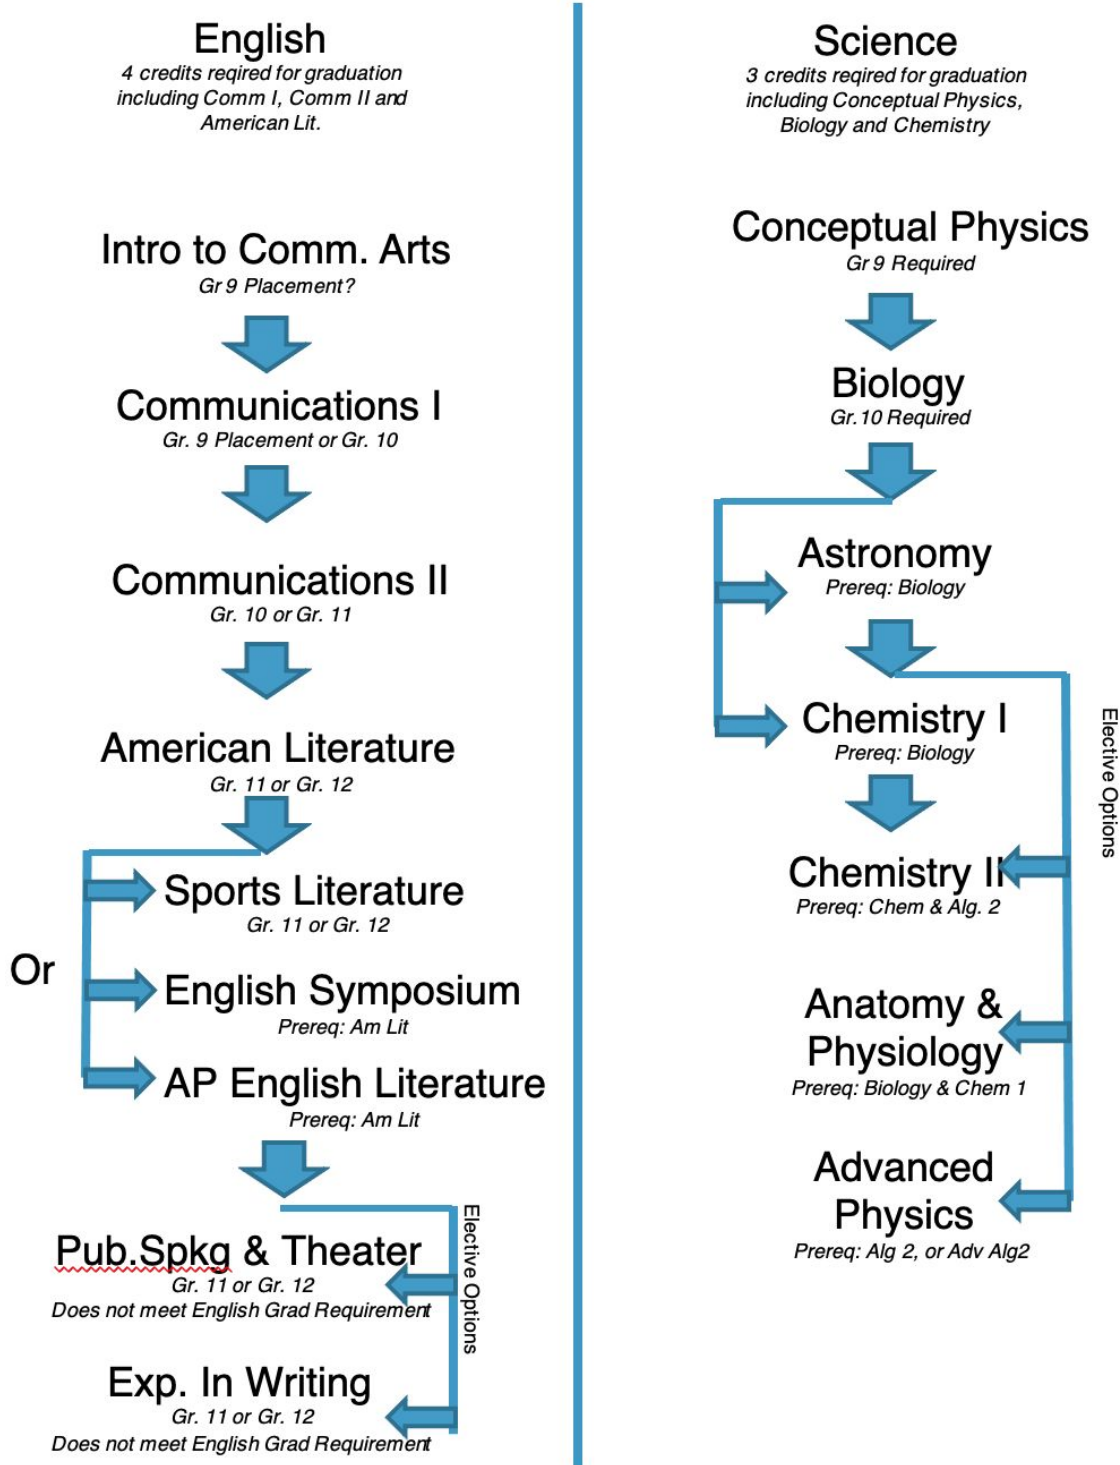 English
4 credits reqired for graduation
including Comm I, Comm II and
American Lit.
Intro to Comm. Arts
Gr 9 Placement?
Communications I
Gr. 9 Placement or Gr. 10
Communications II
Gr. 10 or Gr. 11
American Literature
Gr. 11 or Gr. 12
Sports Literature
Gr. 11 or Gr. 12
Or
English Symposium
Prereq: Am Lit
AP English Literature
Prereq: Am Lit
Elective Options
Pub.Spkg & Theater
Gr. 11 or Gr. 12
Does not meet English Grad Requirement
Exp. In Writing
Gr. 11 or Gr. 12
Does not meet English Grad Requirement
Science
3 credits reqired for graduation
including Conceptual Physics,
Biology and Chemistry
Conceptual Physics
Gr 9 Required
Biology
Gr. 10 Required
Astronomy
Prereq: Biology
Chemistry I
Prereq: Biology
Elective Options
Chemistry II
Prereq: Chem & Alg. 2
Anatomy &
Physiology
Prereq: Biology & Chem 1
Advanced
Physics
Prereq: Alg 2, or Adv Alg2